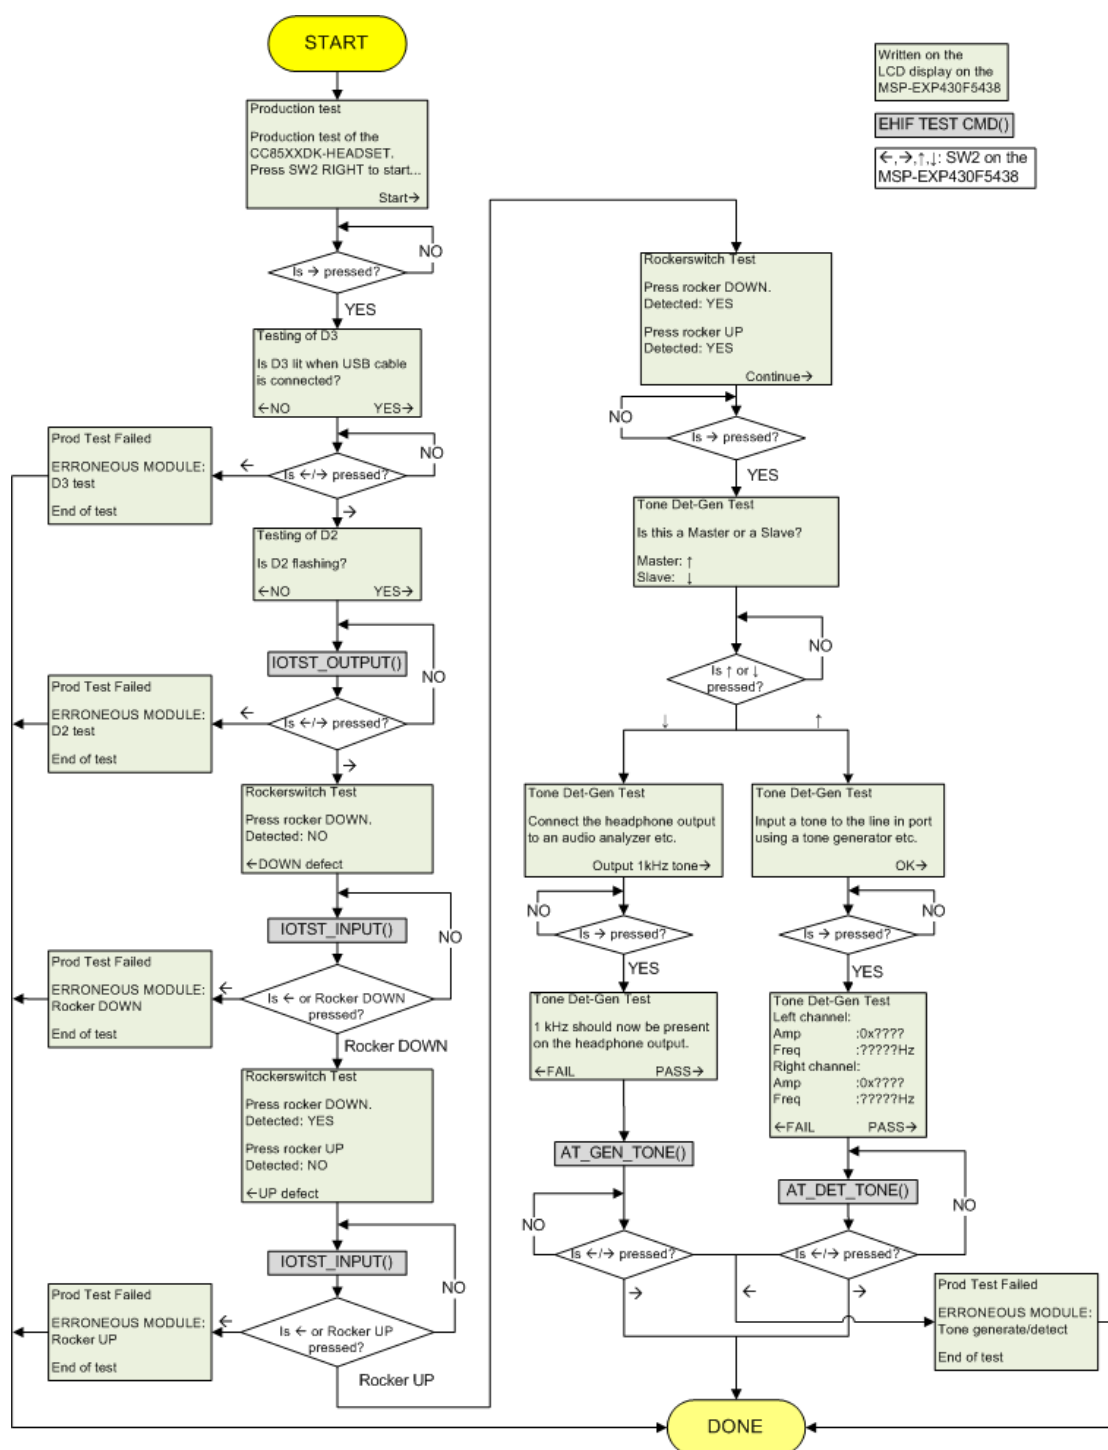 START
Written on the
LCD display on the
MSP-EXP430F5438
EHIF TEST CMD()
←,→,↑,↓: SW2 on the
MSP-EXP430F5438
Production test
Production test of the
CC85XXDK-HEADSET.
Press SW2 RIGHT to start...
Start→
NO
Is → pressed?
YES
Testing of D3
Is D3 lit when USB cable
is connected?
←NO YES→
NO
Is ←/→ pressed?
←
→
Prod Test Failed
ERRONEOUS MODULE:
D3 test
End of test
Testing of D2
Is D2 flashing?
←NO YES→
IOTST_OUTPUT()
NO
Is ←/→ pressed?
←
→
Prod Test Failed
ERRONEOUS MODULE:
D2 test
End of test
Rockerswitch Test
Press rocker DOWN.
Detected: NO
←DOWN defect
IOTST_INPUT()
NO
Is ← or Rocker DOWN
pressed?
←
Rocker DOWN
Prod Test Failed
ERRONEOUS MODULE:
Rocker DOWN
End of test
Rockerswitch Test
Press rocker DOWN.
Detected: YES
Press rocker UP
Detected: NO
←UP defect
IOTST_INPUT()
NO
Is ← or Rocker UP
pressed?
←
Rocker UP
Prod Test Failed
ERRONEOUS MODULE:
Rocker UP
End of test
Rockerswitch Test
Press rocker DOWN.
Detected: YES
Press rocker UP
Detected: YES
Continue→
NO
Is → pressed?
YES
Tone Det-Gen Test
Is this a Master or a Slave?
Master: ↑
Slave: ↓
NO
Is ↑ or ↓
pressed?
↓ ↑
Tone Det-Gen Test
Connect the headphone output
to an audio analyzer etc.
Output 1kHz tone→
NO
Is → pressed?
YES
Tone Det-Gen Test
1 kHz should now be present
on the headphone output.
←FAIL PASS→
AT_GEN_TONE()
NO
Is ←/→ pressed?
→
Tone Det-Gen Test
Input a tone to the line in port
using a tone generator etc.
OK→
NO
Is → pressed?
YES
Tone Det-Gen Test
Left channel:
Amp :0x????
Freq :?????Hz
Right channel:
Amp :0x????
Freq :?????Hz
←FAIL PASS→
AT_DET_TONE()
NO
Is ←/→ pressed?
← →
Prod Test Failed
ERRONEOUS MODULE:
Tone generate/detect
End of test
DONE